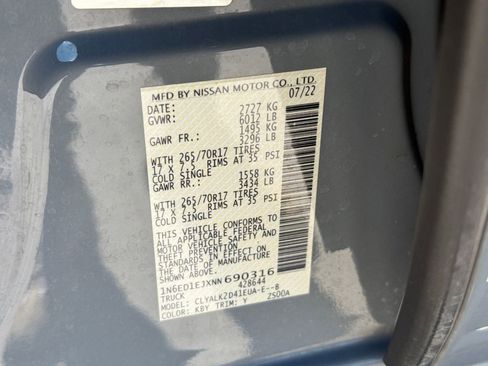 MFD BY NISSAN MOTOR CO., LTD.
DATE: 07/22
GVWR: 2727 KG
6012 LB
GAWR FR.: 1495 KG
3296 LB
WITH 265/70R17 TIRES
17 X 7.5 RIMS AT 35 PSI
COLD SINGLE
GAWR RR.: 1558 KG
3434 LB
WITH 265/70R17 TIRES
17 X 7.5 RIMS AT 35 PSI
COLD SINGLE
THIS VEHICLE CONFORMS TO
ALL APPLICABLE FEDERAL
MOTOR VEHICLE SAFETY AND
THEFT PREVENTION
STANDARDS IN EFFECT ON
THE DATE OF MANUFACTURE
SHOWN ABOVE.
1N6ED1EJXNN690316
TRUCK 428644
MODEL: CLYALK2D41EUA-E--B
COLOR: KBY TRIM: Y ZS00A